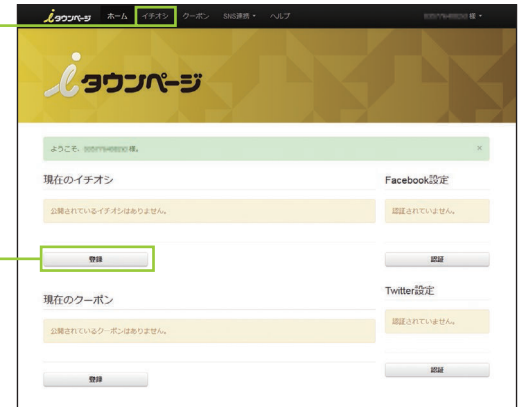 iタウンページ ホーム イチオシ クーポン SNS連携 ヘルプ 様
iタウンページ
ようこそ、 様。 ×
現在のイチオシ
公開されているイチオシはありません。
登録
現在のクーポン
公開されているクーポンはありません。
登録
Facebook設定
認証されていません。
認証
Twitter設定
認証されていません。
認証